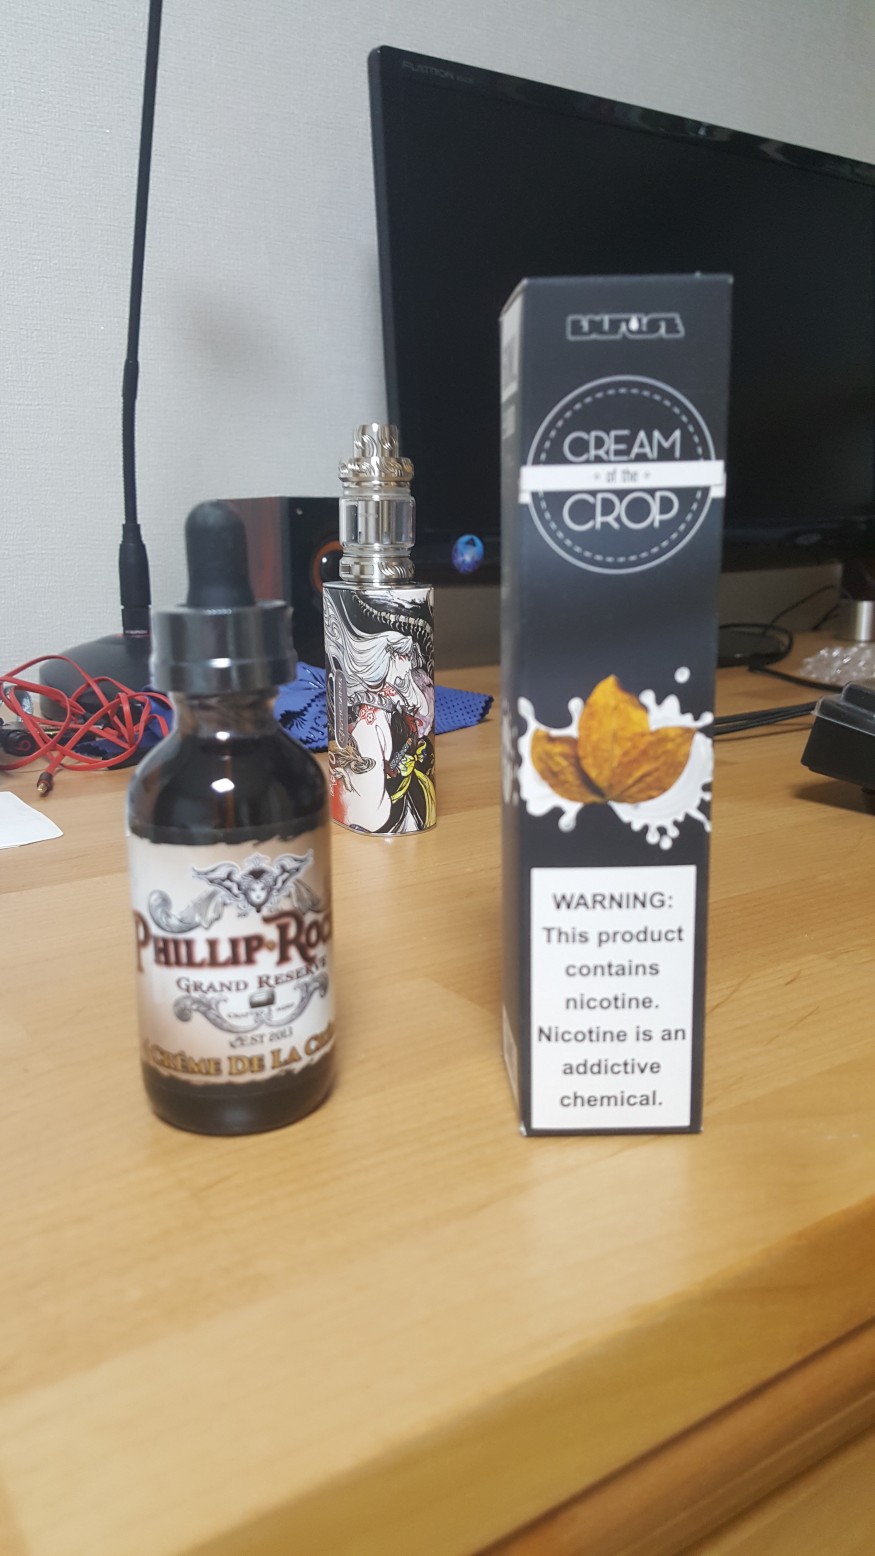 FLATRON
CREAM
of the
CROP
WARNING:
This product
contains
nicotine.
Nicotine is an
addictive
chemical.
PHILLIP·ROC
GRAND RESERVE
EST 2013
CRÈME DE LA CR